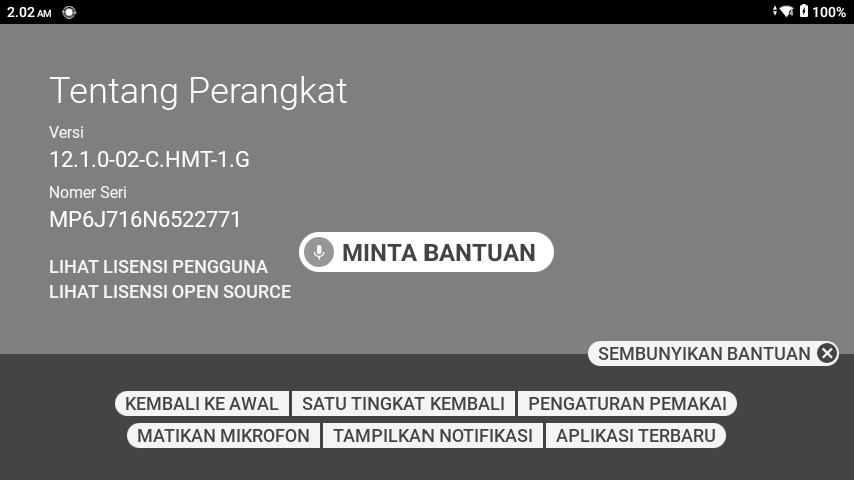 2.02 AM
100%
Tentang Perangkat
Versi
12.1.0-02-C.HMT-1.G
Nomer Seri
MP6J716N6522771
MINTA BANTUAN
LIHAT LISENSI PENGGUNA
LIHAT LISENSI OPEN SOURCE
SEMBUNYIKAN BANTUAN
KEMBALI KE AWAL SATU TINGKAT KEMBALI PENGATURAN PEMAKAI
MATIKAN MIKROFON TAMPILKAN NOTIFIKASI APLIKASI TERBARU